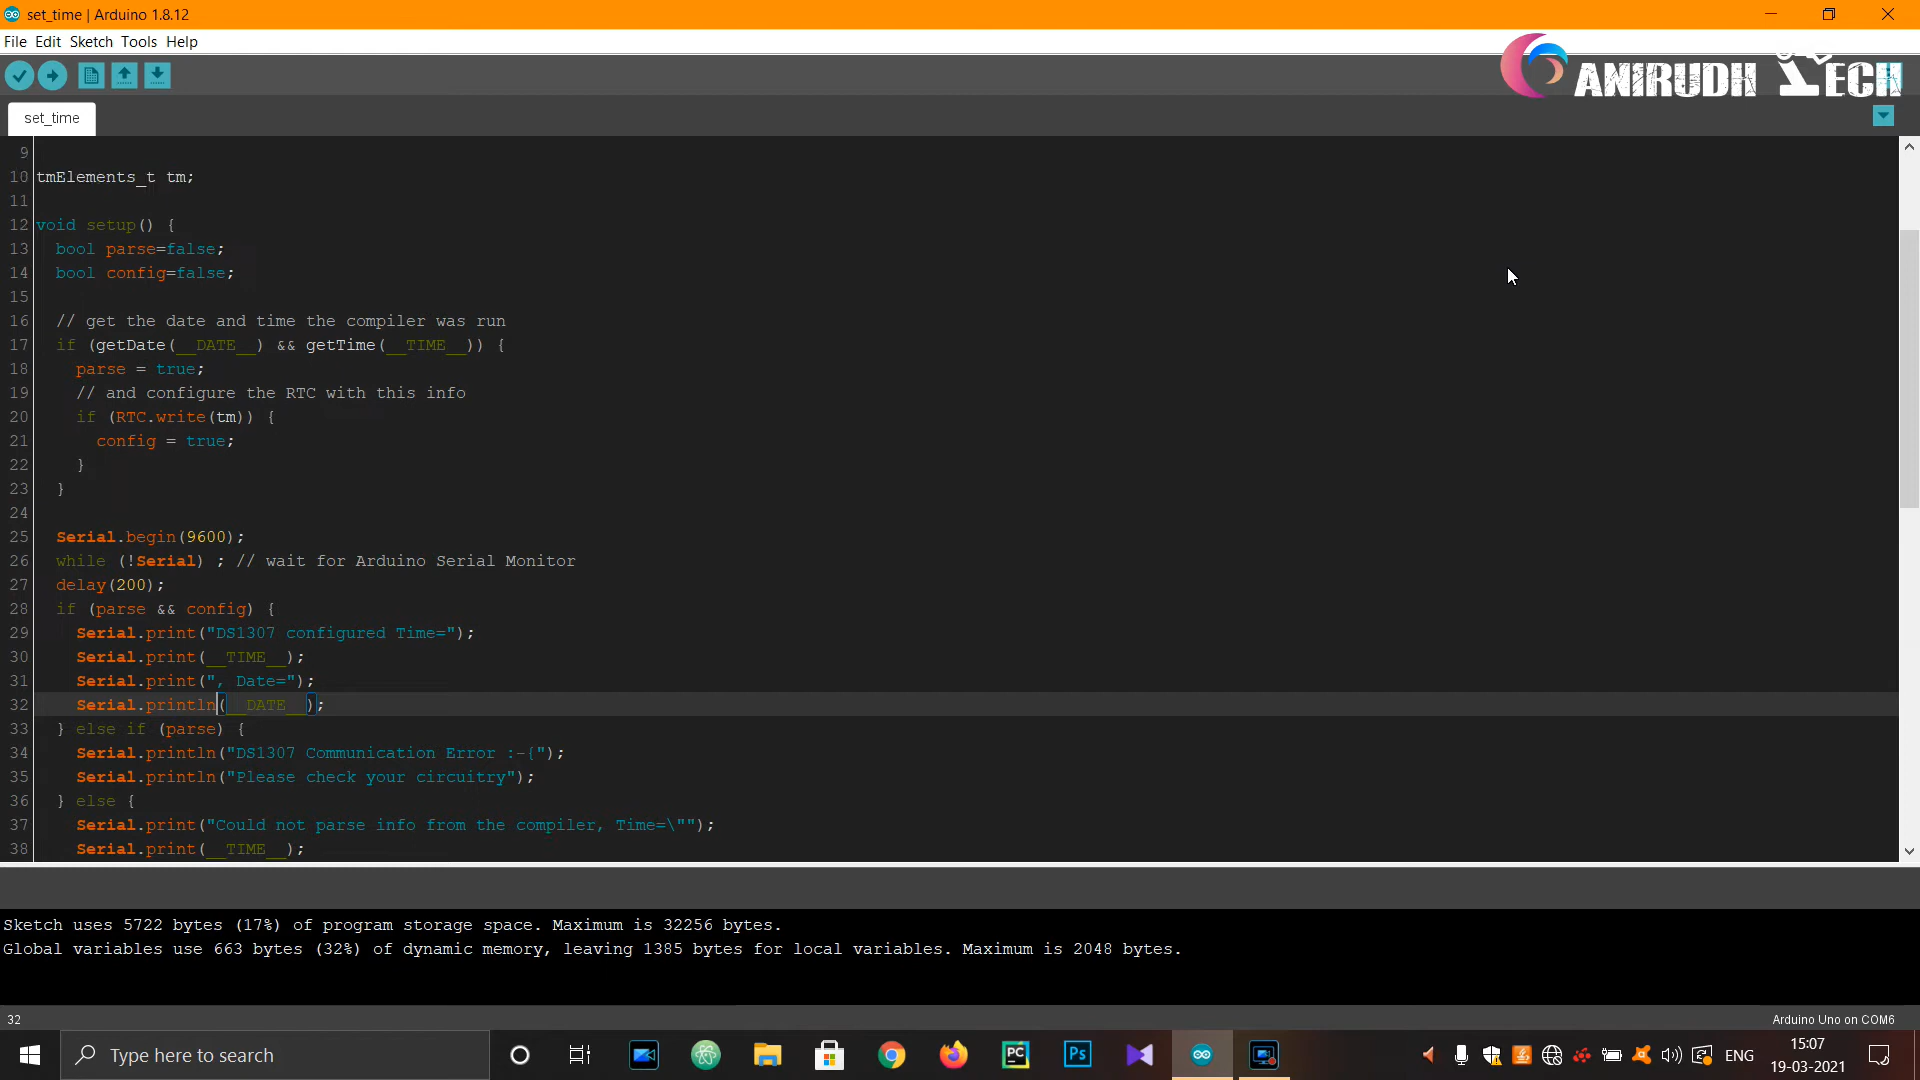 set_time | Arduino 1.8.12
File Edit Sketch Tools Help
ANIRUDH TECH
set_time
9
10 tmElements_t tm;
11
12 void setup() {
13 bool parse=false;
14 bool config=false;
15
16 // get the date and time the compiler was run
17 if (getDate(__DATE__) && getTime(__TIME__)) {
18 parse = true;
19 // and configure the RTC with this info
20 if (RTC.write(tm)) {
21 config = true;
22 }
23 }
24
25 Serial.begin(9600);
26 while (!Serial) ; // wait for Arduino Serial Monitor
27 delay(200);
28 if (parse && config) {
29 Serial.print("DS1307 configured Time=");
30 Serial.print(__TIME__);
31 Serial.print(", Date=");
32 Serial.println(__DATE__);
33 } else if (parse) {
34 Serial.println("DS1307 Communication Error :-{");
35 Serial.println("Please check your circuitry");
36 } else {
37 Serial.print("Could not parse info from the compiler, Time=\"");
38 Serial.print(__TIME__);
Sketch uses 5722 bytes (17%) of program storage space. Maximum is 32256 bytes.
Global variables use 663 bytes (32%) of dynamic memory, leaving 1385 bytes for local variables. Maximum is 2048 bytes.
32
Arduino Uno on COM6
Type here to search
PC
Ps
ENG
15:07
19-03-2021